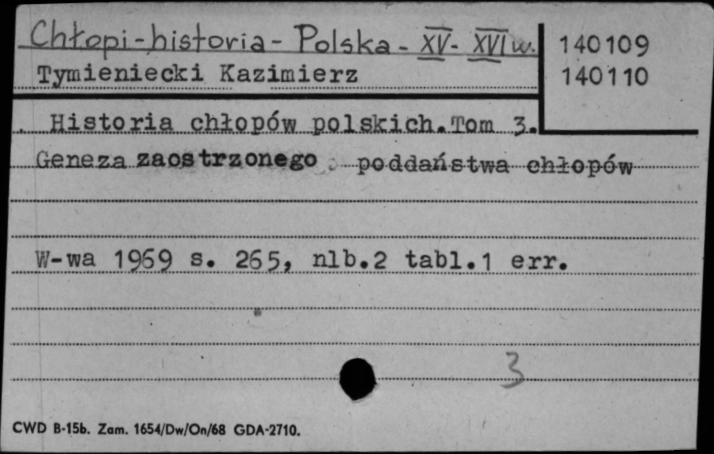 Chłopi-historia - Polska - XV - XVI w.
140109
Tymieniecki Kazimierz
140110
. Historia chłopów polskich.Tom 3.
Geneza zaostrzonego poddaństwa chłopów
W-wa 1969 s. 265, nlb.2 tabl.1 err.
3
CWD B-15b. Zam. 1654/Dw/On/68 GDA-2710.